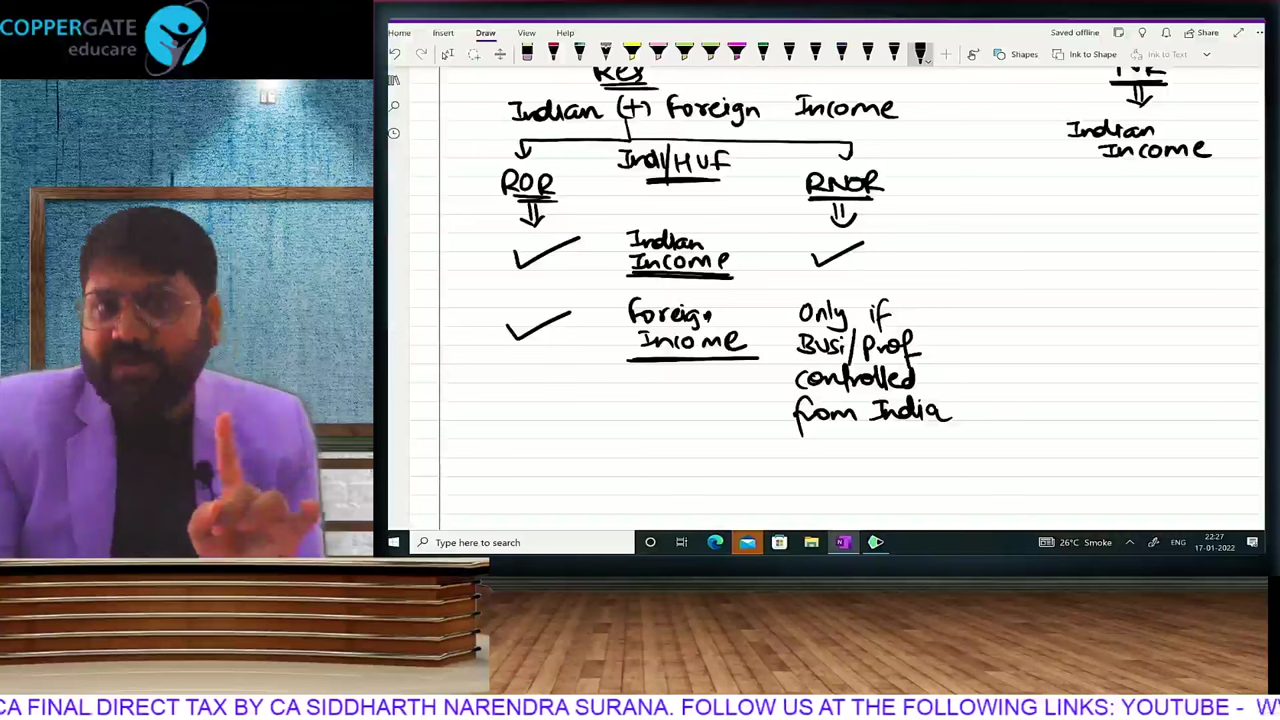 COPPERGATE
educare
Home Insert Draw View Help
Saved offline
Share
Shapes
Ink to Shape
Ink to Text
Res
Indian (+) Foreign Income
Indi/HUF
ROR
RNOR
Indian
Income
Indian
Income
Foreign
Income
Only if
Busi/Prof
controlled
from India
Type here to search
26°C Smoke
ENG
22:27
17-01-2022
CA FINAL DIRECT TAX BY CA SIDDHARTH NARENDRA SURANA. FOLLOW US AT THE FOLLOWING LINKS: YOUTUBE - W